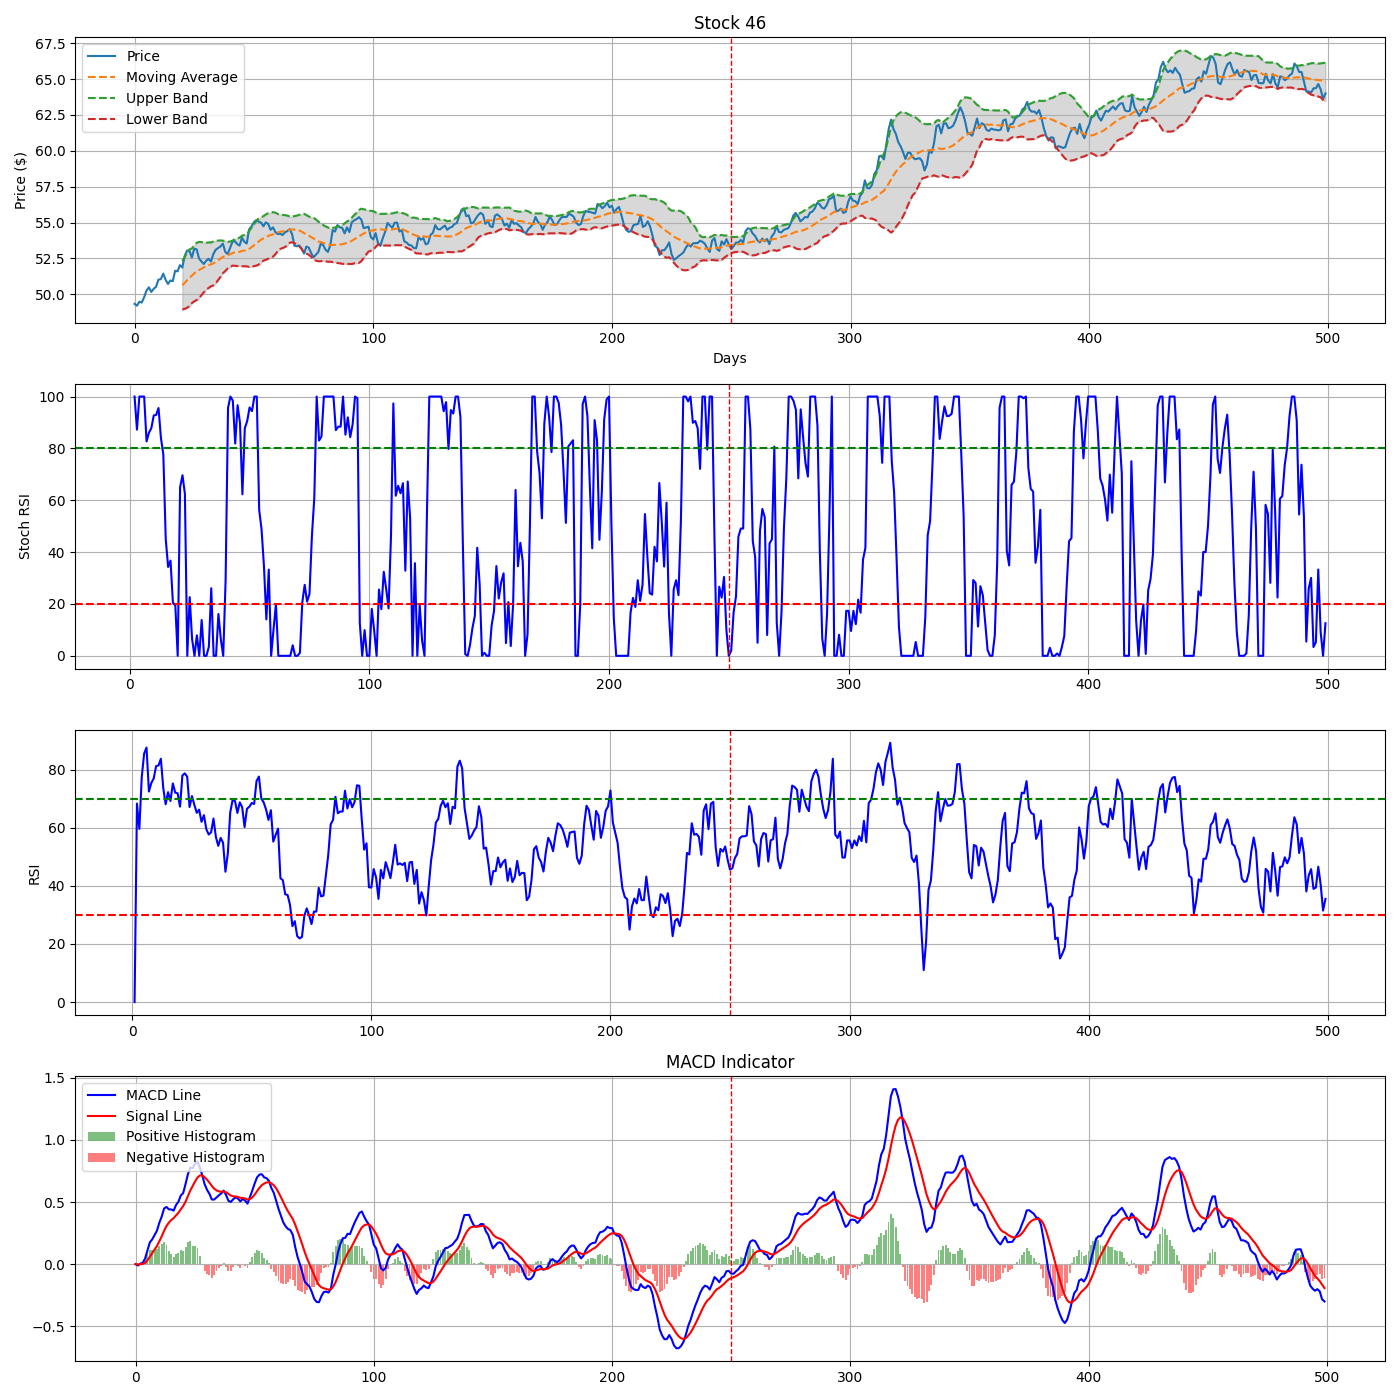 Stock 46
67.5
65.0
62.5
60.0
57.5
55.0
52.5
50.0
Price ($)
Price
Moving Average
Upper Band
Lower Band
0 100 200 300 400 500
Days
100
80
60
40
20
0
Stoch RSI
0 100 200 300 400 500
80
60
40
20
0
RSI
0 100 200 300 400 500
MACD Indicator
1.5
1.0
0.5
0.0
−0.5
MACD Line
Signal Line
Positive Histogram
Negative Histogram
0 100 200 300 400 500